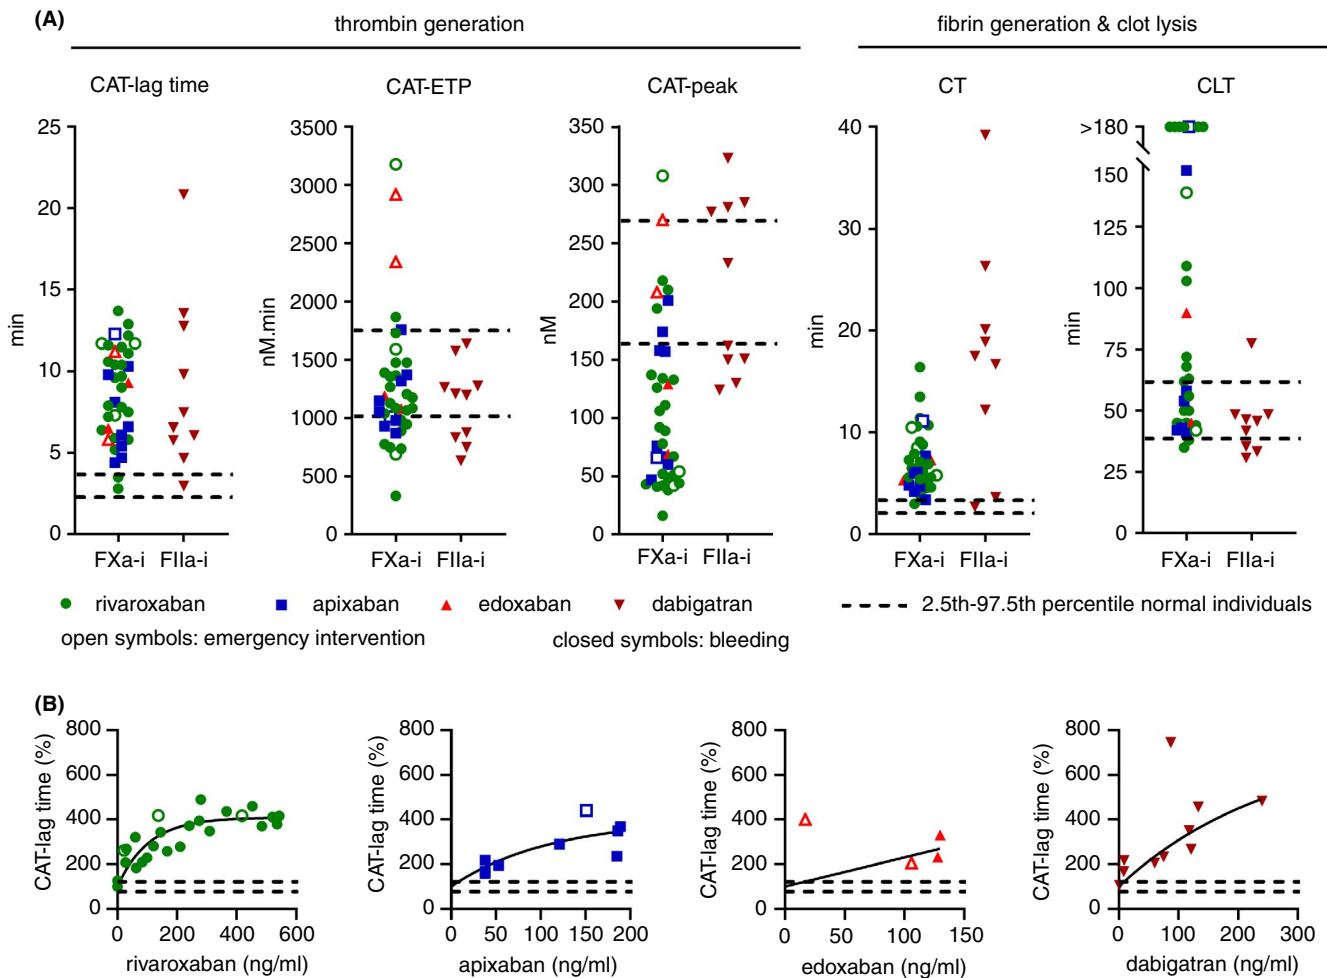 (A)
thrombin generation
fibrin generation & clot lysis
CAT-lag time
CAT-ETP
CAT-peak
CT
CLT
25
20
15
10
5
0
min
FXa-i
FIIa-i
3500
3000
2500
2000
1500
1000
500
0
nM.min
FXa-i
FIIa-i
350
300
250
200
150
100
50
0
nM
FXa-i
FIIa-i
40
30
20
10
0
min
FXa-i
FIIa-i
>180
150
125
100
75
50
25
0
min
FXa-i
FIIa-i
rivaroxaban
apixaban
edoxaban
dabigatran
2.5th-97.5th percentile normal individuals
open symbols: emergency intervention
closed symbols: bleeding
(B)
CAT-lag time (%)
800
600
400
200
0
0 200 400 600
rivaroxaban (ng/ml)
CAT-lag time (%)
800
600
400
200
0
0 50 100 150 200
apixaban (ng/ml)
CAT-lag time (%)
800
600
400
200
0
0 50 100 150
edoxaban (ng/ml)
CAT-lag time (%)
800
600
400
200
0
0 100 200 300
dabigatran (ng/ml)